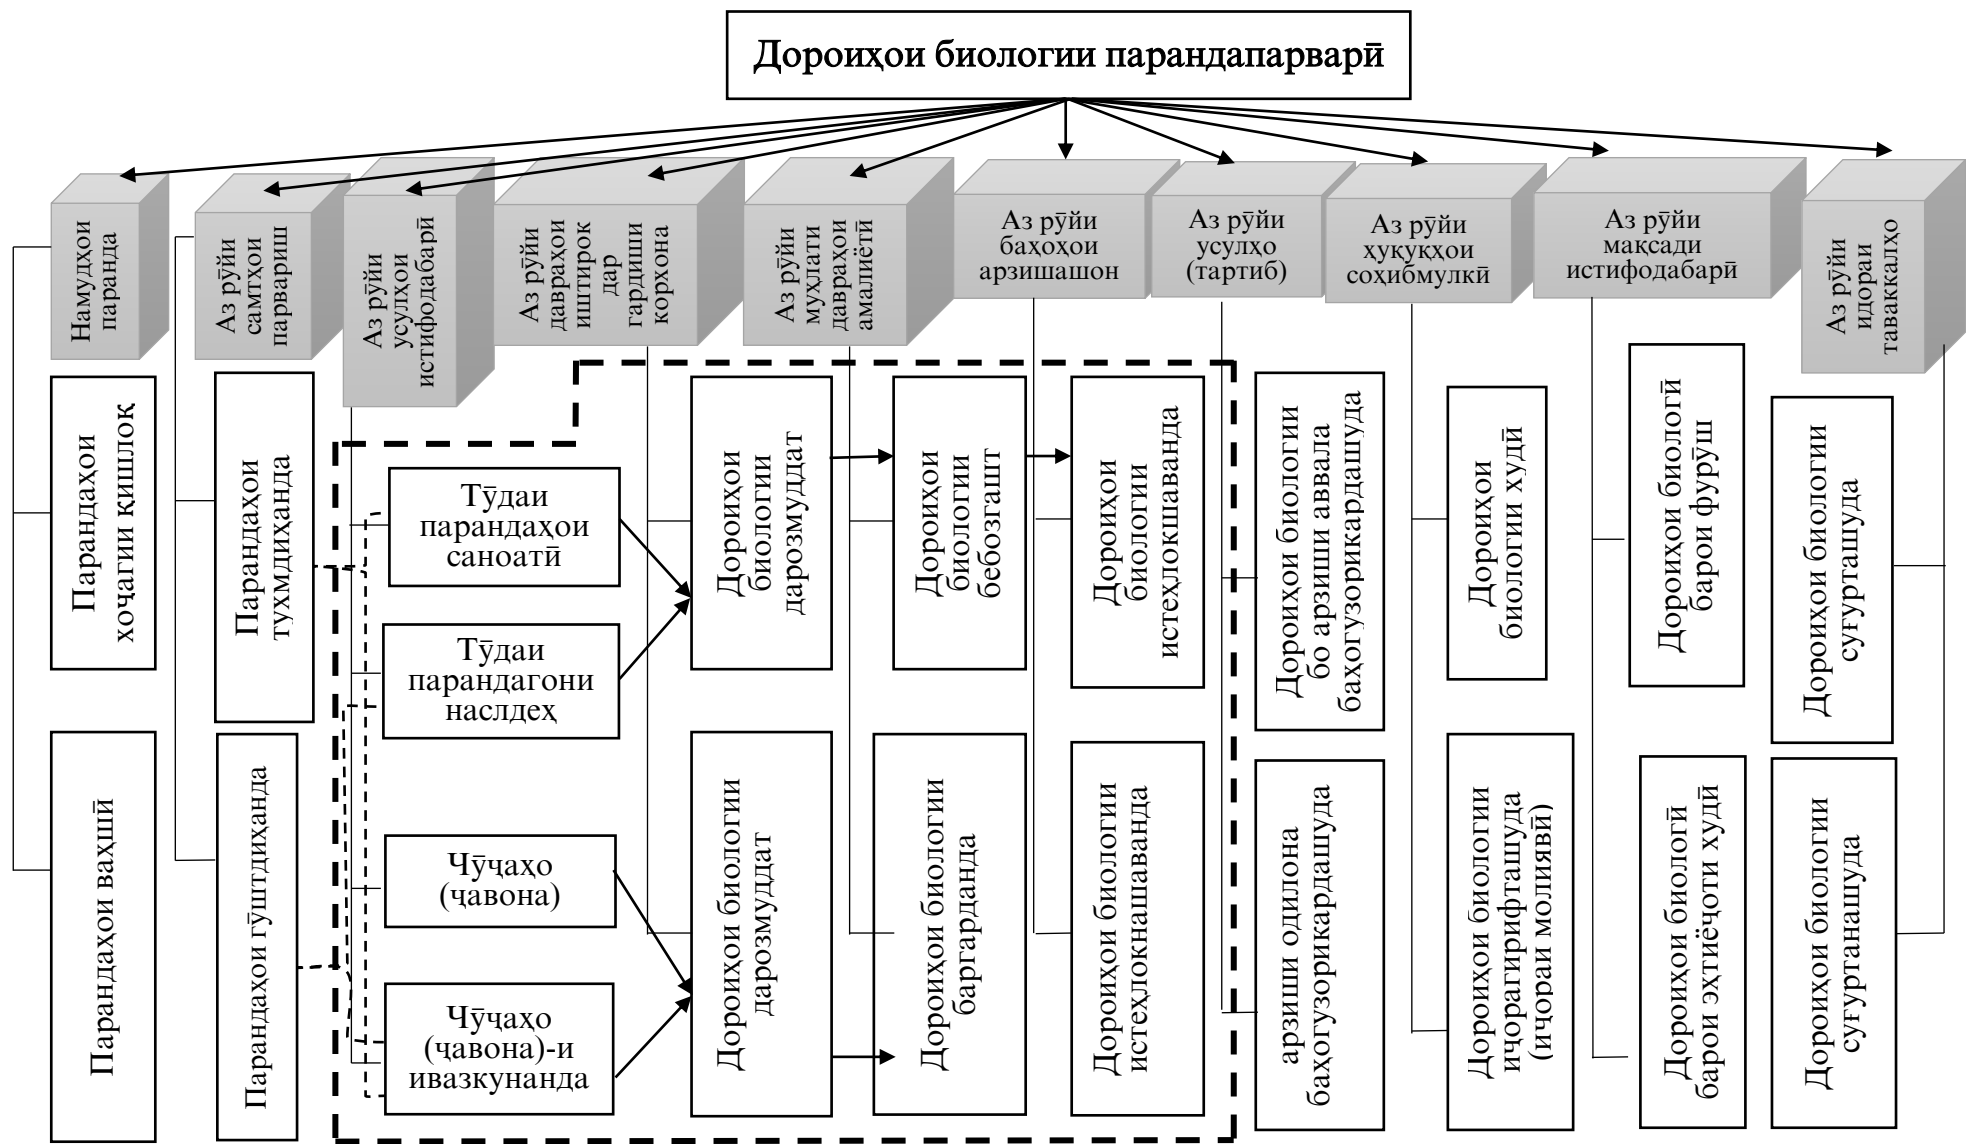 Дороиҳои биологии парандапарварӣ
Намудҳои
паранда
Аз рӯйи
самтҳои
парвариш
Аз рӯйи
усулҳои
истифодабарӣ
Аз рӯйи
давраҳои
иштирок
дар
гардиши
корхона
Аз рӯйи
муҳлати
давраҳои
амалиётӣ
Аз рӯйи
баҳоҳои
арзишашон
Аз рӯйи
усулҳо
(тартиб)
Аз рӯйи
ҳуқуқҳои
соҳибмулкӣ
Аз рӯйи
мақсади
истифодабарӣ
Аз рӯйи
идораи
таваккалҳо
Парандаҳои
хоҷагии қишлоқ
Парандаҳои
тухмдиҳанда
Тӯдаи
парандаҳои
саноатӣ
Тӯдаи
парандагони
наслдеҳ
Дороиҳои
биологии
дарозмуддат
Дороиҳои
биологии
бебозгашт
Дороиҳои
биологии
истеҳлокшаванда
Дороиҳои биологии
бо арзиши аввала
баҳогузорикардашуда
Дороиҳои
биологии худӣ
Дороиҳои биологӣ
барои фурӯш
Дороиҳои биологии
суғурташуда
Парандаҳои ваҳшӣ
Парандаҳои гӯштдиҳанда
Чӯҷаҳо
(ҷавона)
Чӯҷаҳо
(ҷавона)-и
ивазкунанда
Дороиҳои биологии
дарозмуддат
Дороиҳои биологии
баргарданда
Дороиҳои биологии
истеҳлокнашаванда
арзиши одилона
баҳогузорикардашуда
Дороиҳои биологии
иҷорагирифташуда
(иҷораи молиявӣ)
Дороиҳои биологӣ
барои эҳтиёҷоти худӣ
Дороиҳои биологии
суғуртанашуда